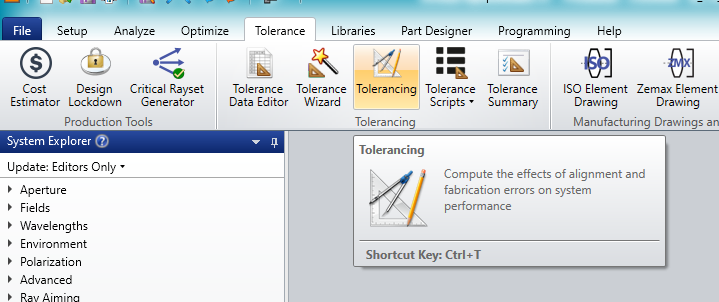 File Setup Analyze Optimize Tolerance Libraries Part Designer Programming Help
Cost Design Critical Rayset Tolerance Tolerance Tolerancing Tolerance Tolerance ISO Element Zemax Element
Estimator Lockdown Generator Data Editor Wizard Scripts Summary Drawing Drawing
Production Tools Tolerancing Manufacturing Drawings an
System Explorer ?
Update: Editors Only
Aperture
Fields
Wavelengths
Environment
Polarization
Advanced
Ray Aiming
Tolerancing
Compute the effects of alignment and
fabrication errors on system
performance
Shortcut Key: Ctrl+T
$
ISO
ZMX